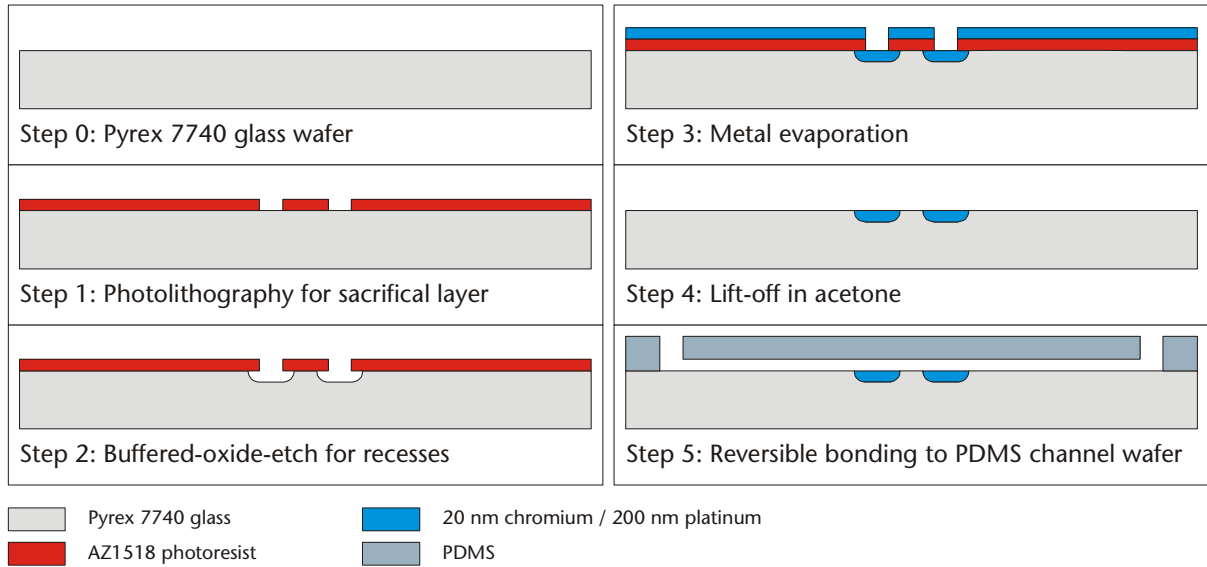 Step 0: Pyrex 7740 glass wafer
Step 1: Photolithography for sacrifical layer
Step 2: Buffered-oxide-etch for recesses
Step 3: Metal evaporation
Step 4: Lift-off in acetone
Step 5: Reversible bonding to PDMS channel wafer
Pyrex 7740 glass
AZ1518 photoresist
20 nm chromium / 200 nm platinum
PDMS